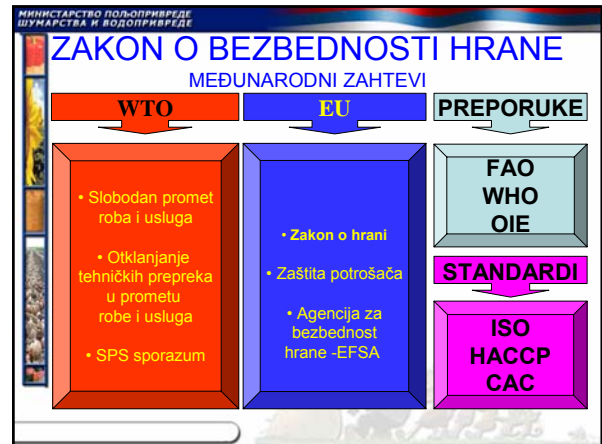 МИНИСТАРСТВО ПОЉОПРИВРЕДЕ
ШУМАРСТВА И ВОДОПРИВРЕДЕ
ZAKON O BEZBEDNOSTI HRANE
MEĐUNARODNI ZAHTEVI
WTO
• Slobodan promet
roba i usluga
• Otklanjanje
tehničkih prepreka
u prometu
robe i usluga
• SPS sporazum
EU
• Zakon o hrani
• Zaštita potrošača
• Agencija za
bezbednost
hrane -EFSA
PREPORUKE
FAO
WHO
OIE
STANDARDI
ISO
HACCP
CAC